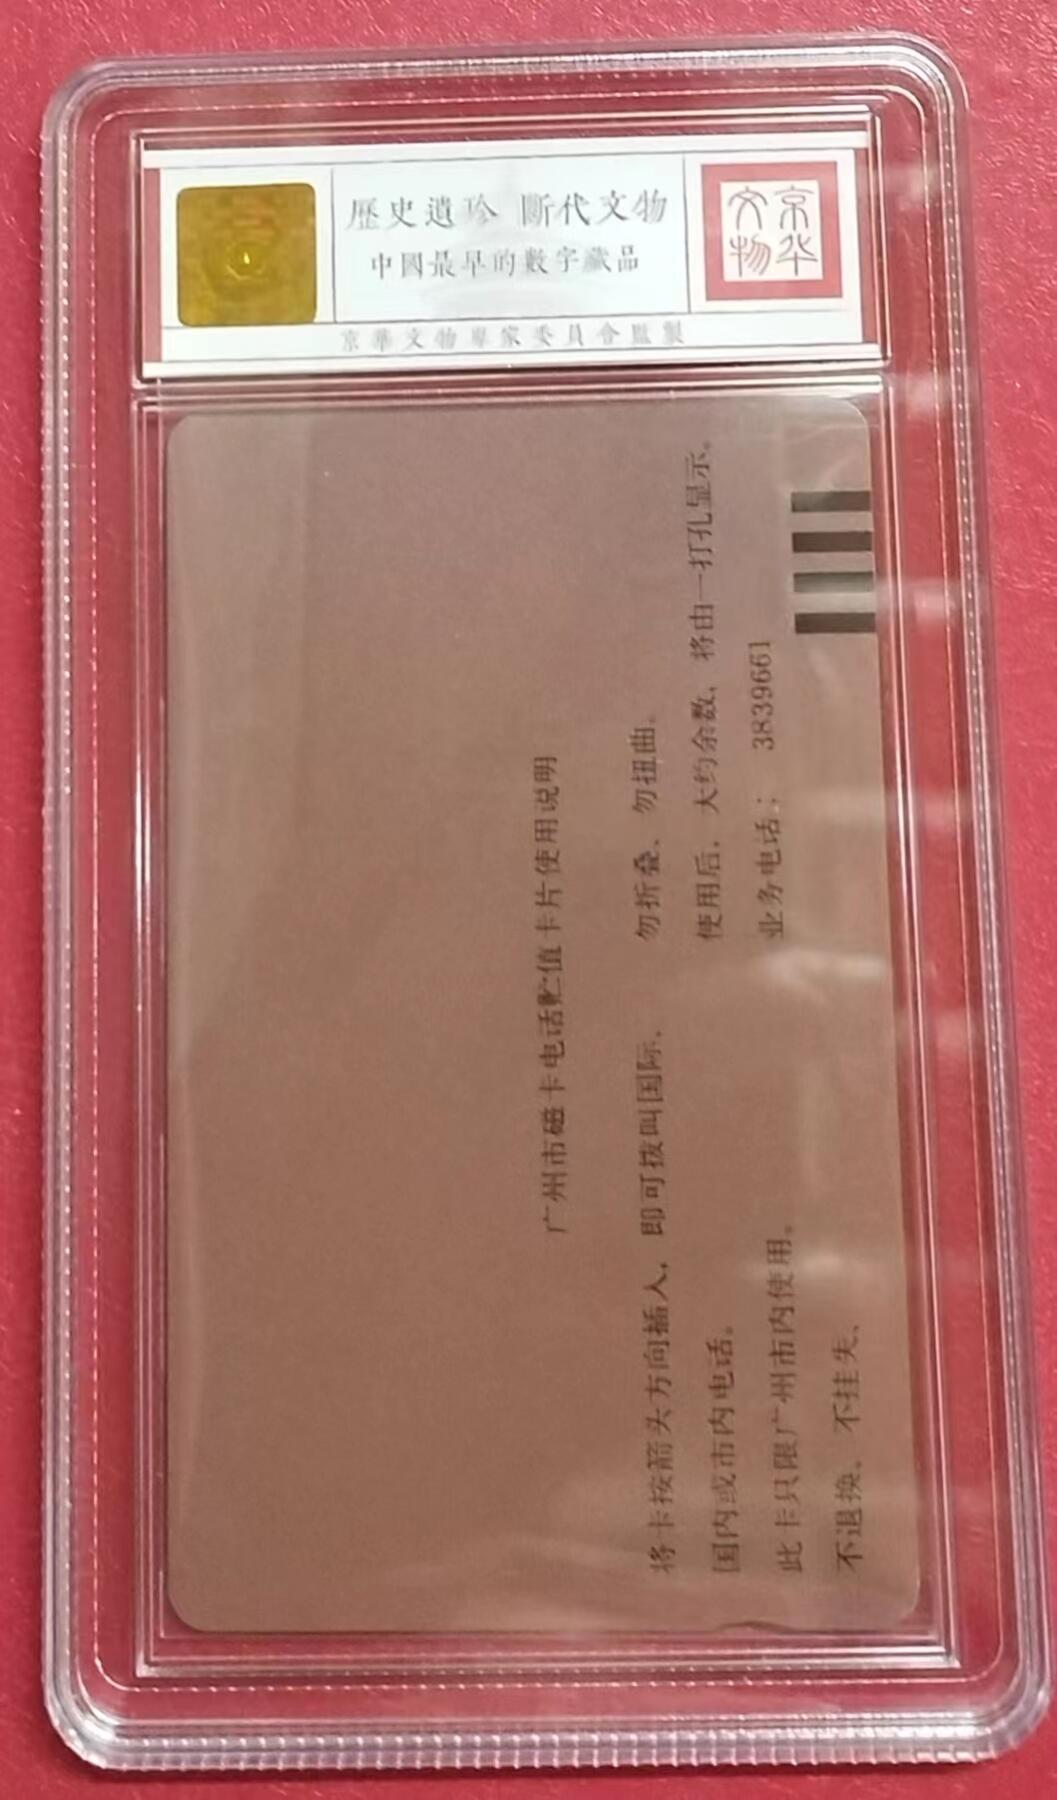 歷史遺珍 斷代文物
中國最早的數字藏品
京华
文物
京華文物專家委員會監製
广州市磁卡电话贮值卡片使用说明
将卡按箭头方向插入，即可拨叫国际、
国内或市内电话。
此卡只限广州市内使用。
不退换、不挂失、
勿折叠、勿扭曲。
使用后，大约余数，将由一打孔显示。
业务电话：3839661